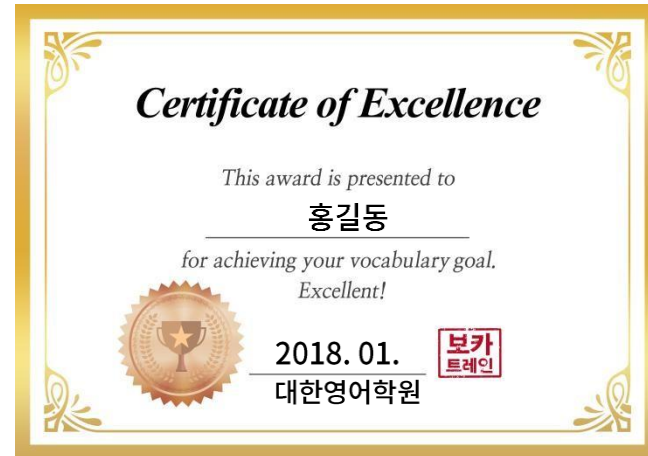 Certificate of Excellence
This award is presented to
홍길동
for achieving your vocabulary goal.
Excellent!
2018. 01.
보카
트레인
대한영어학원